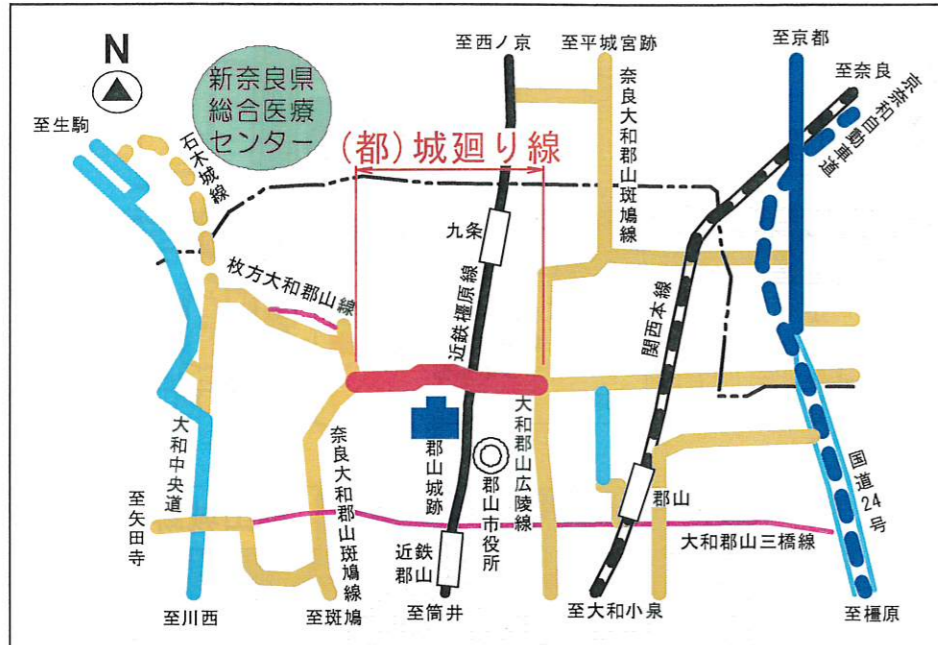 N
至西ノ京
至平城宮跡
至京都
至奈良
新奈良県
総合医療
センター
至生駒
石木城線
(都)城廻り線
奈良大和郡山斑鳩線
京奈和自動車道
九条
枚方大和郡山線
近鉄橿原線
関西本線
大和中央道
奈良大和郡山斑鳩線
郡山城跡
郡山市役所
大和郡山広陵線
郡山
国道24号
至矢田寺
近鉄
郡山
大和郡山三橋線
至川西
至斑鳩
至筒井
至大和小泉
至橿原